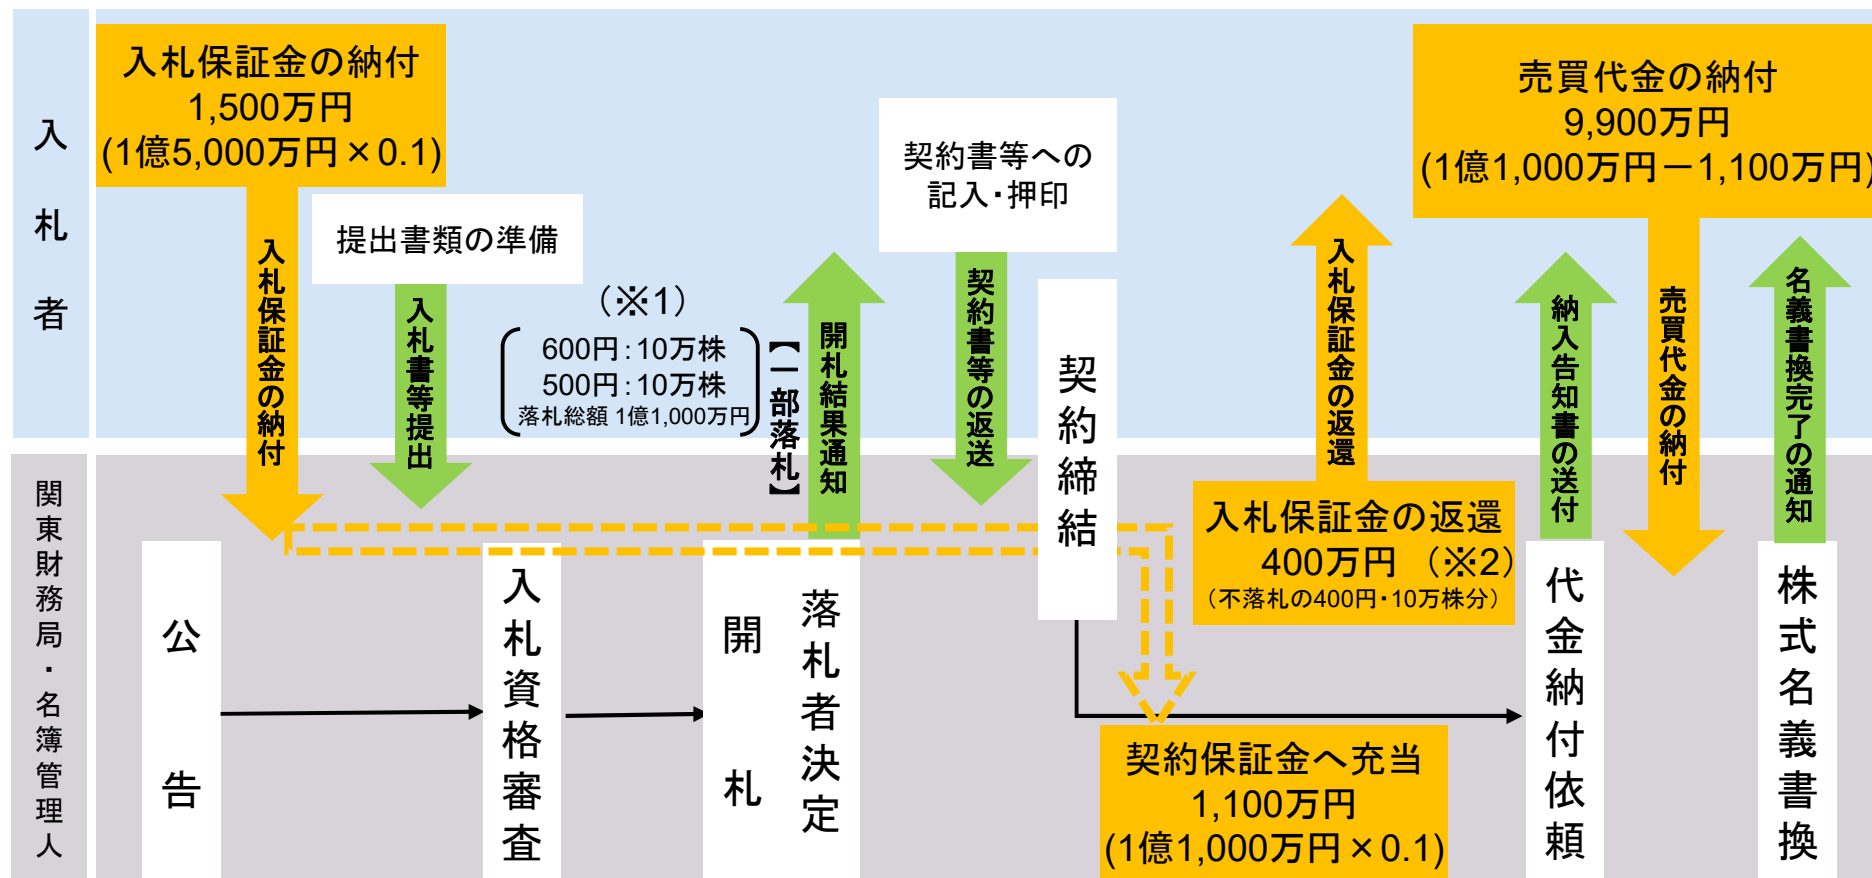 入札者
入札保証金の納付
1,500万円
(1億5,000万円×0.1)
入札保証金の納付
提出書類の準備
入札書等提出
(※1)
600円:10万株
500円:10万株
落札総額 1億1,000万円
【一部落札】
開札結果通知
契約書等への
記入・押印
契約書等の返送
契約締結
入札保証金の返還
納入告知書の送付
売買代金の納付
9,900万円
(1億1,000万円-1,100万円)
売買代金の納付
名義書換完了の通知
関東財務局・名簿管理人
公告
入札資格審査
開札
落札者決定
入札保証金の返還
400万円 (※2)
(不落札の400円・10万株分)
契約保証金へ充当
1,100万円
(1億1,000万円×0.1)
代金納付依頼
株式名義書換